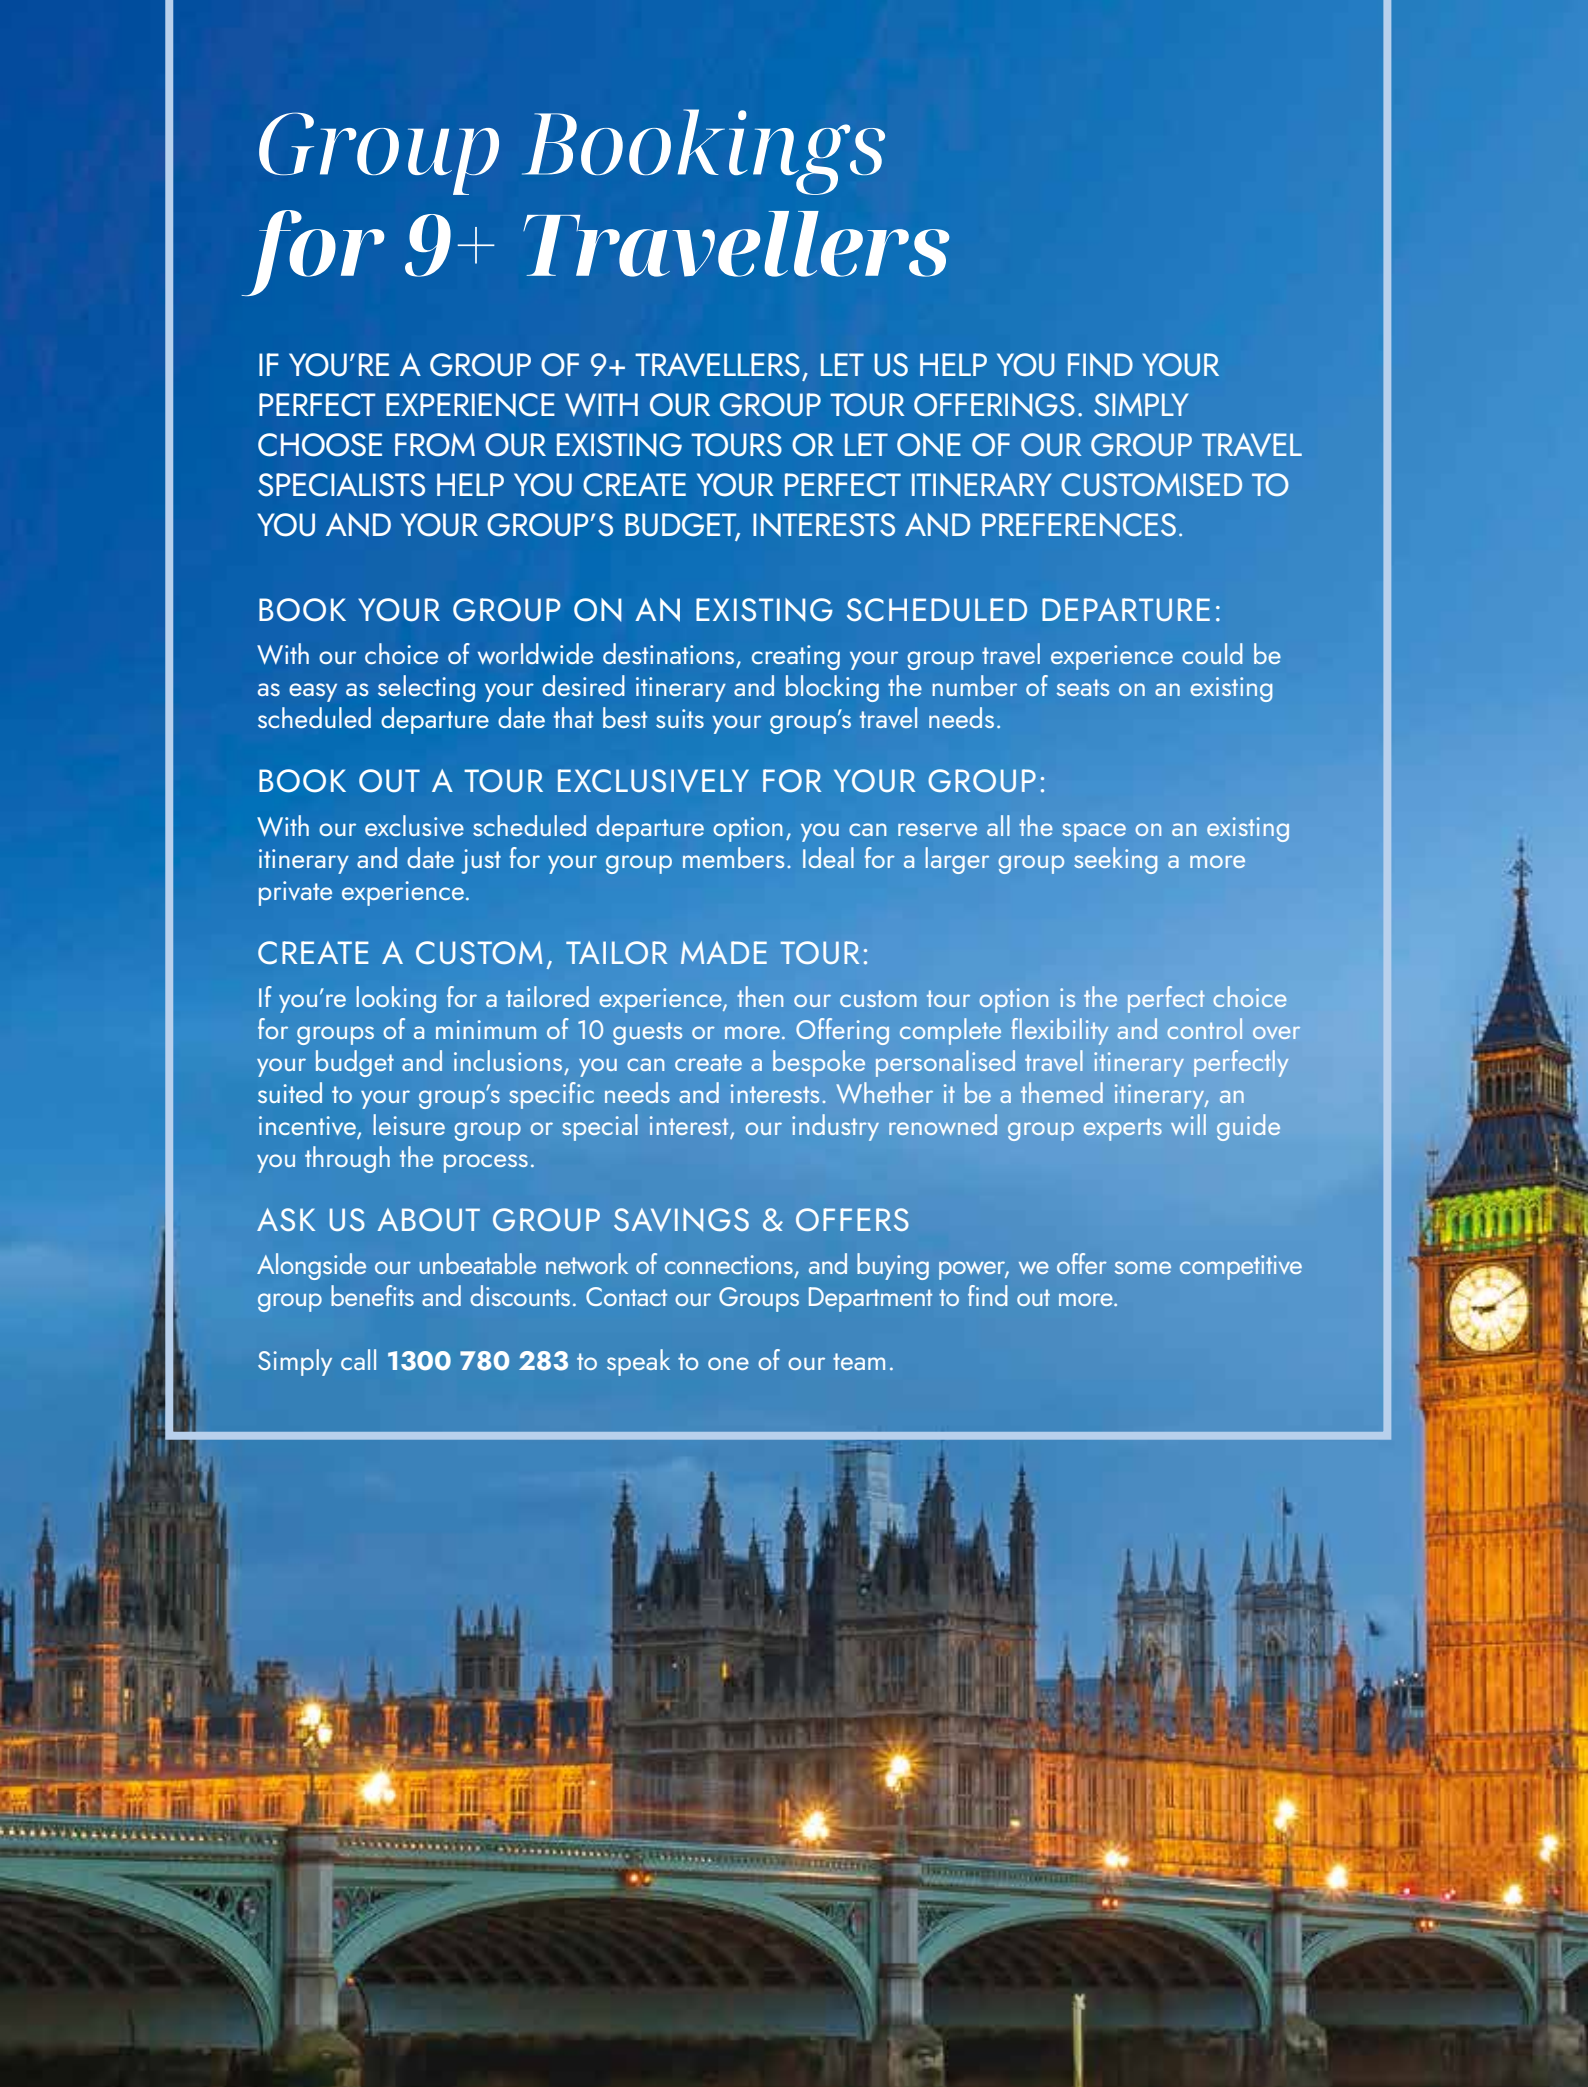 Group Bookings
for 9+ Travellers
IF YOU’RE A GROUP OF 9+ TRAVELLERS, LET US HELP YOU FIND YOUR
PERFECT EXPERIENCE WITH OUR GROUP TOUR OFFERINGS. SIMPLY
CHOOSE FROM OUR EXISTING TOURS OR LET ONE OF OUR GROUP TRAVEL
SPECIALISTS HELP YOU CREATE YOUR PERFECT ITINERARY CUSTOMISED TO
YOU AND YOUR GROUP’S BUDGET, INTERESTS AND PREFERENCES.
BOOK YOUR GROUP ON AN EXISTING SCHEDULED DEPARTURE:
With our choice of worldwide destinations, creating your group travel experience could be
as easy as selecting your desired itinerary and blocking the number of seats on an existing
scheduled departure date that best suits your group’s travel needs.
BOOK OUT A TOUR EXCLUSIVELY FOR YOUR GROUP:
With our exclusive scheduled departure option, you can reserve all the space on an existing
itinerary and date just for your group members. Ideal for a larger group seeking a more
private experience.
CREATE A CUSTOM, TAILOR MADE TOUR:
If you’re looking for a tailored experience, then our custom tour option is the perfect choice
for groups of a minimum of 10 guests or more. Offering complete flexibility and control over
your budget and inclusions, you can create a bespoke personalised travel itinerary perfectly
suited to your group’s specific needs and interests. Whether it be a themed itinerary, an
incentive, leisure group or special interest, our industry renowned group experts will guide
you through the process.
ASK US ABOUT GROUP SAVINGS & OFFERS
Alongside our unbeatable network of connections, and buying power, we offer some competitive
group benefits and discounts. Contact our Groups Department to find out more.
Simply call 1300 780 283 to speak to one of our team.